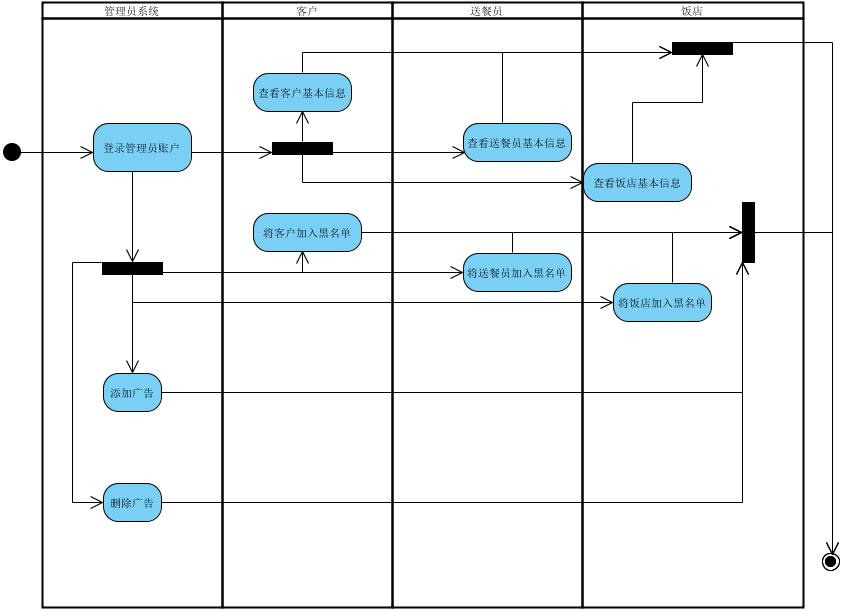 管理员系统
客户
送餐员
饭店
查看客户基本信息
登录管理员账户
查看送餐员基本信息
查看饭店基本信息
将客户加入黑名单
将送餐员加入黑名单
将饭店加入黑名单
添加广告
删除广告